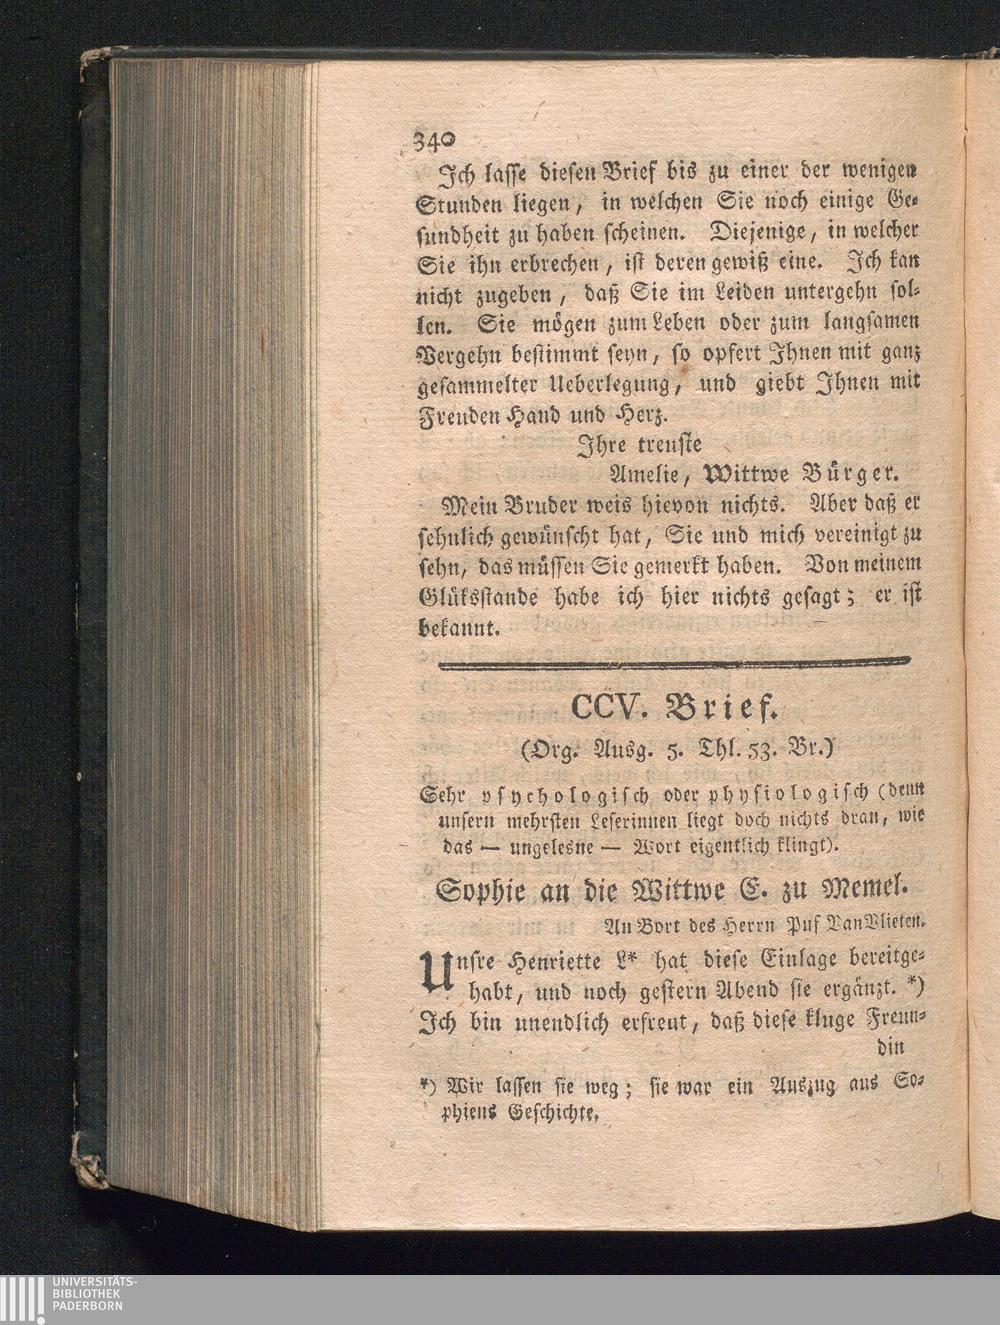 340
Ich lasse diesen Brief bis zu einer der wenigen
Stunden liegen, in welchen Sie noch einige Ge-
sundheit zu haben scheinen. Diejenige, in welcher
Sie ihn erbrechen, ist deren gewiß eine. Ich kan
nicht zugeben, daß Sie im Leiden untergehn sol-
len. Sie mögen zum Leben oder zum langsamen
Vergehn bestimmt seyn, so opfert Ihnen mit ganz
gesammelter Ueberlegung, und giebt Ihnen mit
Freuden Hand und Herz.
Ihre treuste
Amelie, Wittwe Bürger.
Mein Bruder weis hievon nichts. Aber daß er
sehnlich gewünscht hat, Sie und mich vereinigt zu
sehn, das müssen Sie gemerkt haben. Von meinem
Glüksstande habe ich hier nichts gesagt; er ist
bekannt.
CCV. Brief.
(Org. Ausg. 5. Thl. 53. Br.)
Sehr psychologisch oder physiologisch (denn
unsern mehrsten Leserinnen liegt doch nichts dran, wie
das — ungelesne — Wort eigentlich klingt).
Sophie an die Wittwe E. zu Memel.
An Bort des Herrn Puf Van Vlieten.
Unsre Henriette L* hat diese Einlage bereitge-
habt, und noch gestern Abend sie ergänzt. *)
Ich bin unendlich erfreut, daß diese kluge Freun-
din
*) Wir lassen sie weg; sie war ein Auszug aus So-
phiens Geschichte.
UNIVERSITÄTS-
BIBLIOTHEK
PADERBORN